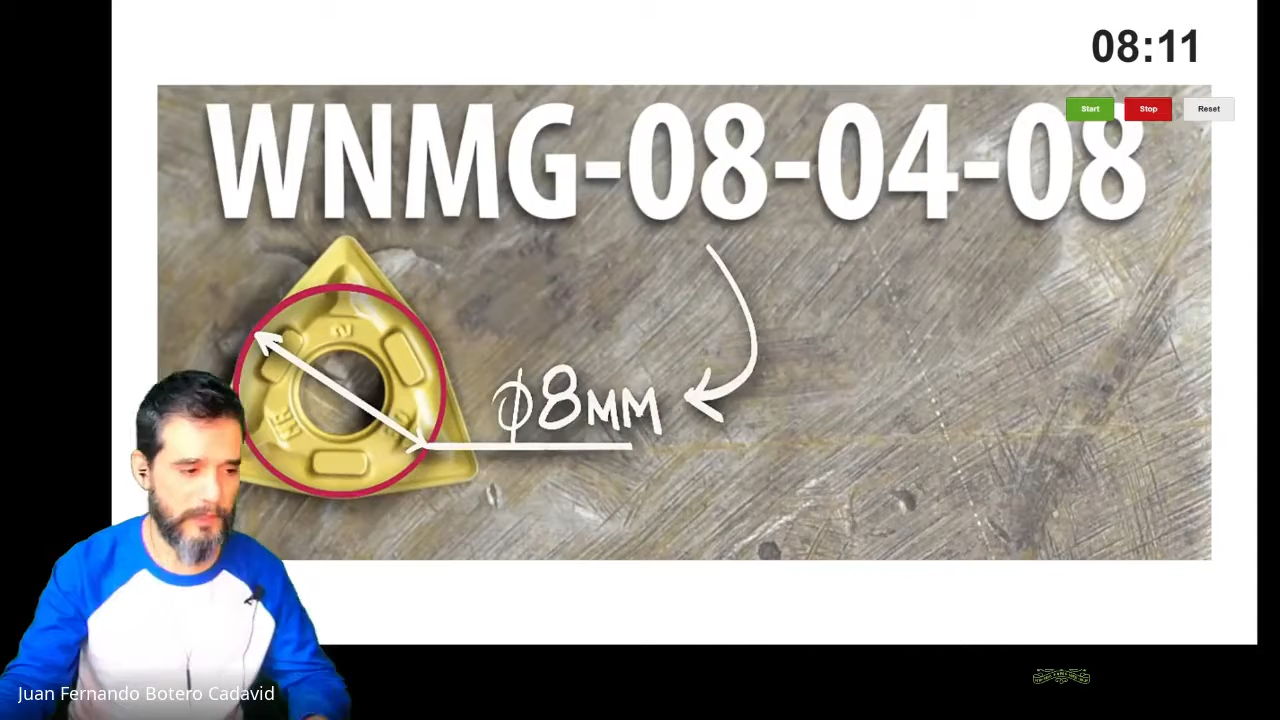 08:11
Start Stop Reset
WNMG-08-04-08
ϕ8MM
Juan Fernando Botero Cadavid